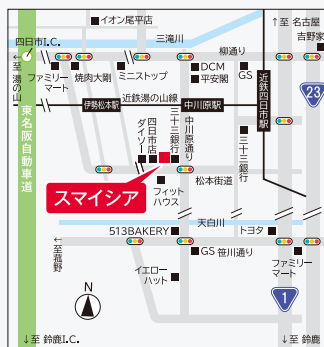 イオン尾平店
↑至 名古屋
三滝川
吉野家
四日市I.C.
柳通り
←至 湯の山
ファミリー
マート
焼肉大剛
ミニストップ
DCM
平安閣
GS
近鉄四日市駅
23
近鉄湯の山線
伊勢松本駅
中川原駅
東名阪自動車道
ダイソー
四日市店
三十三銀行
中川原通り
三十三銀行
スマイシア
松本街道
フィット
ハウス
天白川
513BAKERY
トヨタ
←至 菰野
GS
笹川通り
イエロー
ハット
ファミリー
マート
N
1
↓至 鈴鹿I.C.
↓至 鈴鹿